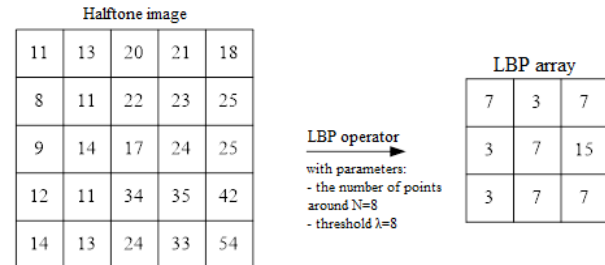 Halftone image
11 13 20 21 18
8 11 22 23 25
9 14 17 24 25
12 11 34 35 42
14 13 24 33 54
LBP operator
with parameters:
- the number of points
around N=8
- threshold λ=8
LBP array
7 3 7
3 7 15
3 7 7